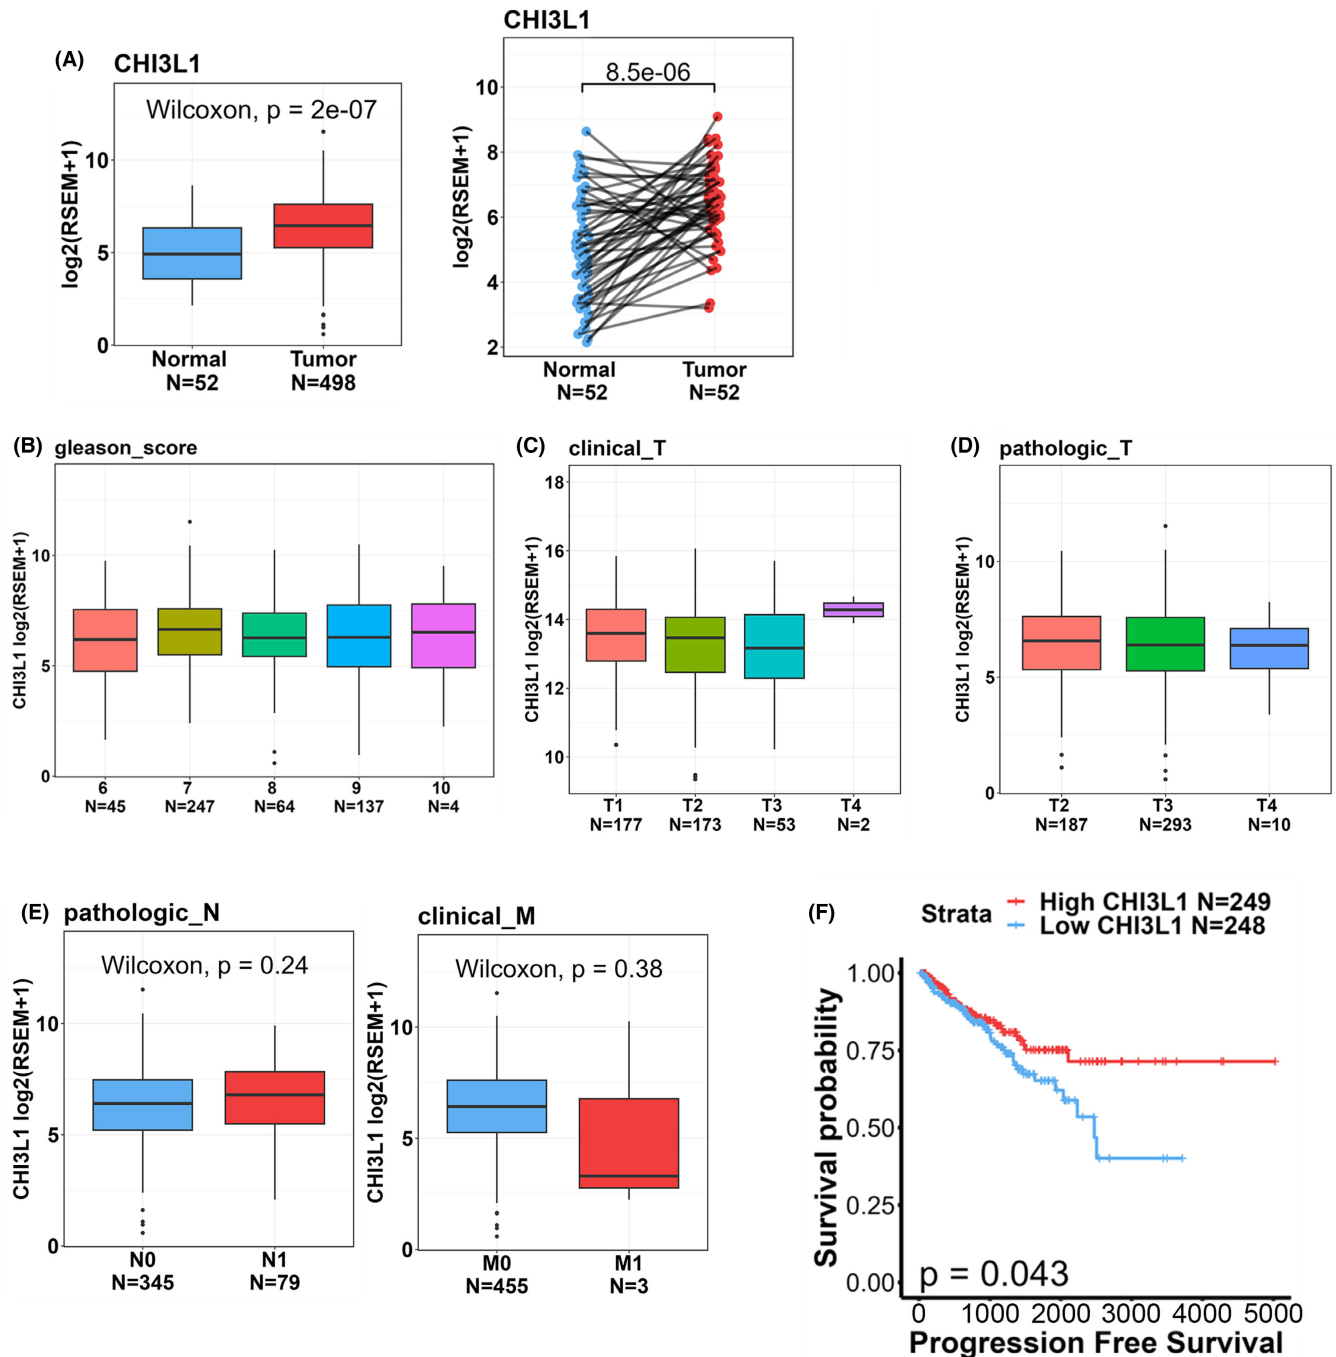 (A)
CHI3L1
Wilcoxon, p = 2e-07
log2(RSEM+1)
10
5
0
Normal
Tumor
N=52
N=498
CHI3L1
8.5e-06
log2(RSEM+1)
10
8
6
4
2
Normal
Tumor
N=52
N=52
(B)
gleason_score
CHI3L1 log2(RSEM+1)
10
5
0
6
7
8
9
10
N=45
N=247
N=64
N=137
N=4
(C)
clinical_T
CHI3L1 log2(RSEM+1)
18
16
14
12
10
T1
T2
T3
T4
N=177
N=173
N=53
N=2
(D)
pathologic_T
CHI3L1 log2(RSEM+1)
10
5
0
T2
T3
T4
N=187
N=293
N=10
(E)
pathologic_N
Wilcoxon, p = 0.24
CHI3L1 log2(RSEM+1)
10
5
0
N0
N1
N=345
N=79
clinical_M
Wilcoxon, p = 0.38
CHI3L1 log2(RSEM+1)
10
5
0
M0
M1
N=455
N=3
(F)
Strata
High CHI3L1 N=249
Low CHI3L1 N=248
Survival probability
1.00
0.75
0.50
0.25
0.00
p = 0.043
0
1000
2000
3000
4000
5000
Progression Free Survival